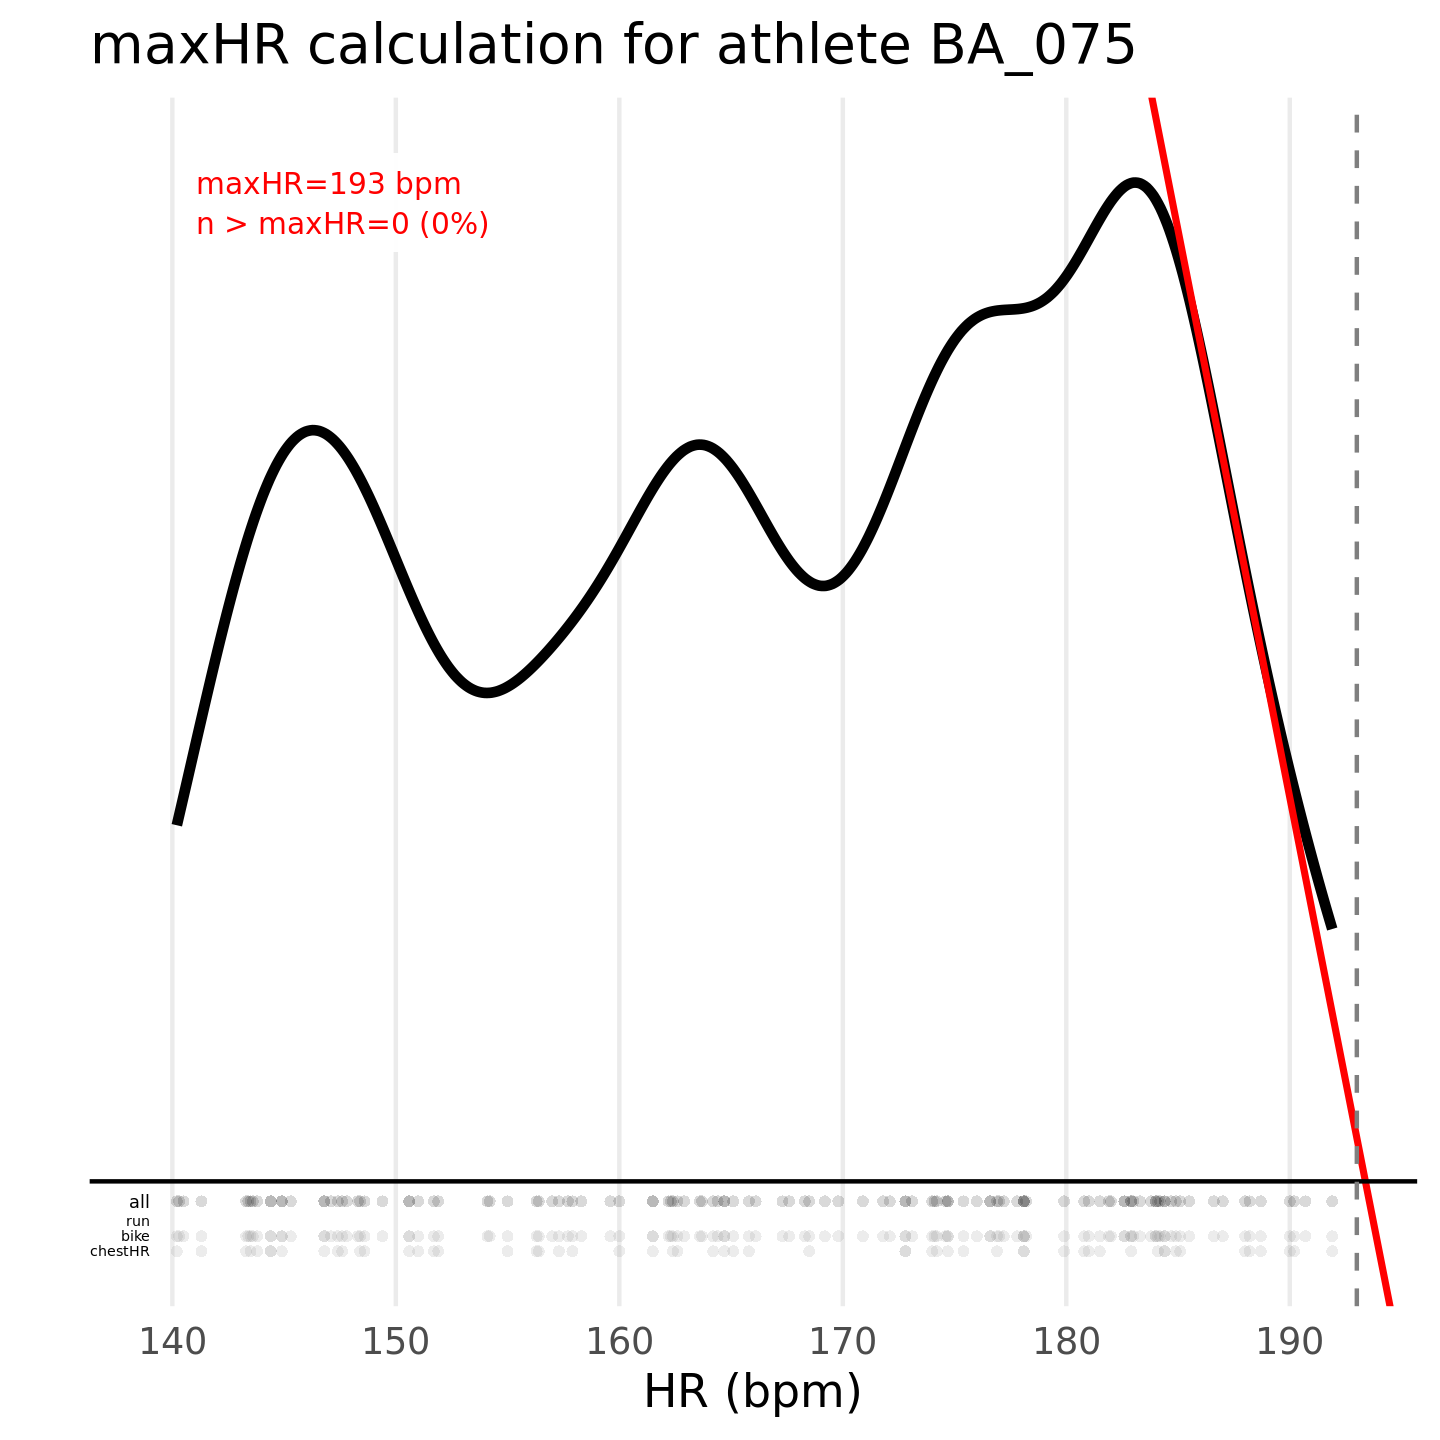 maxHR calculation for athlete BA_075
maxHR=193 bpm
n > maxHR=0 (0%)
all
run
bike
chestHR
140 150 160 170 180 190
HR (bpm)